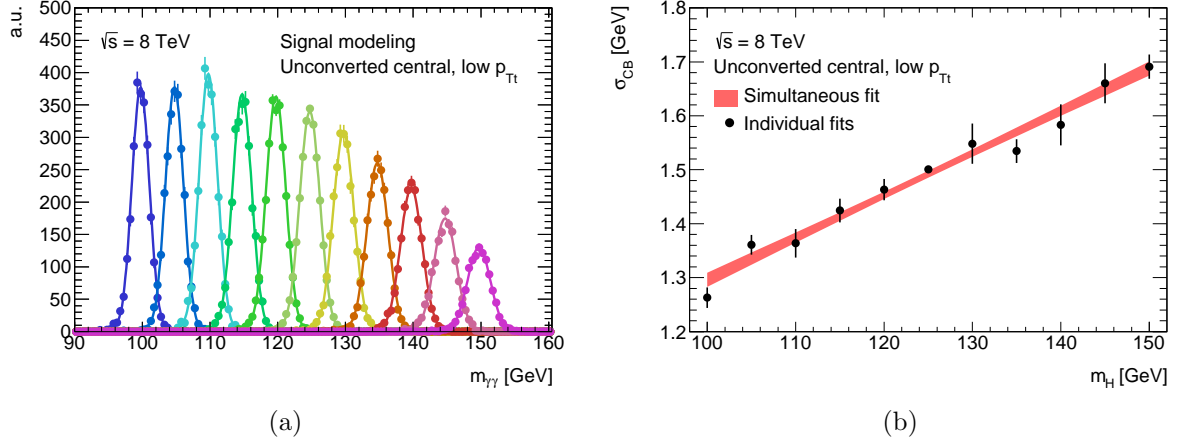 a.u.
500
450
400
350
300
250
200
150
100
50
0
90 100 110 120 130 140 150 160
m_γγ [GeV]
√s = 8 TeV
Signal modeling
Unconverted central, low p_Tt
(a)
σ_CB [GeV]
1.8
1.7
1.6
1.5
1.4
1.3
1.2
100 110 120 130 140 150
m_H [GeV]
√s = 8 TeV
Unconverted central, low p_Tt
Simultaneous fit
Individual fits
(b)